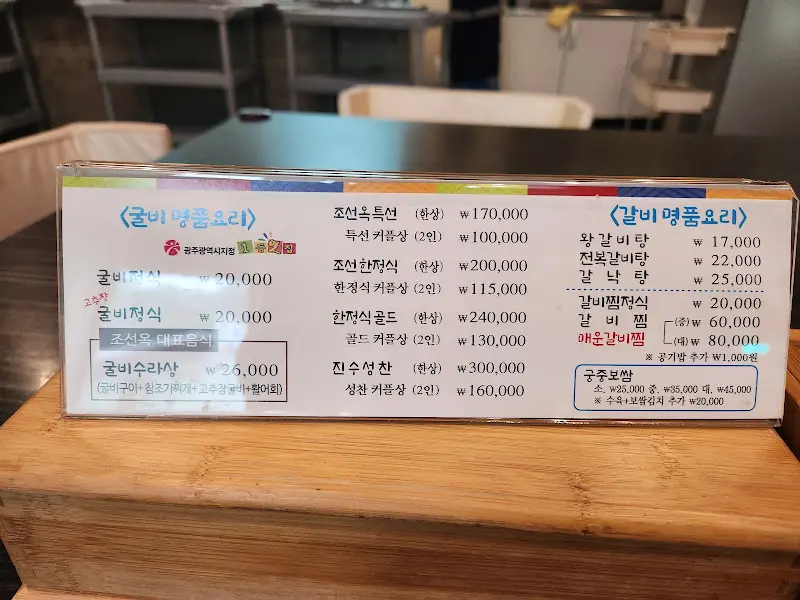 <굴비 명품요리>
광주광역시지정
굴비정식 ₩20,000
고추장
굴비정식 ₩20,000
조선옥 대표음식
굴비수라상 ₩26,000
(굴비구이+참조기찌개+고추장굴비+활어회)
조선옥특선 (한상) ₩170,000
특선 커플상 (2인) ₩100,000
조선한정식 (한상) ₩200,000
한정식 커플상 (2인) ₩115,000
한정식골드 (한상) ₩240,000
골드 커플상 (2인) ₩130,000
진수성찬 (한상) ₩300,000
성찬 커플상 (2인) ₩160,000
<갈비 명품요리>
왕갈비탕 ₩ 17,000
전복갈비탕 ₩ 22,000
갈 낙 탕 ₩ 25,000
갈비찜정식 ₩ 20,000
갈 비 찜 (중)₩ 60,000
매운갈비찜 (대)₩ 80,000
※ 공기밥 추가 ₩1,000원
궁중보쌈
소. ₩25,000 중. ₩35,000 대. ₩45,000
※ 수육+보쌈김치 추가 ₩20,000